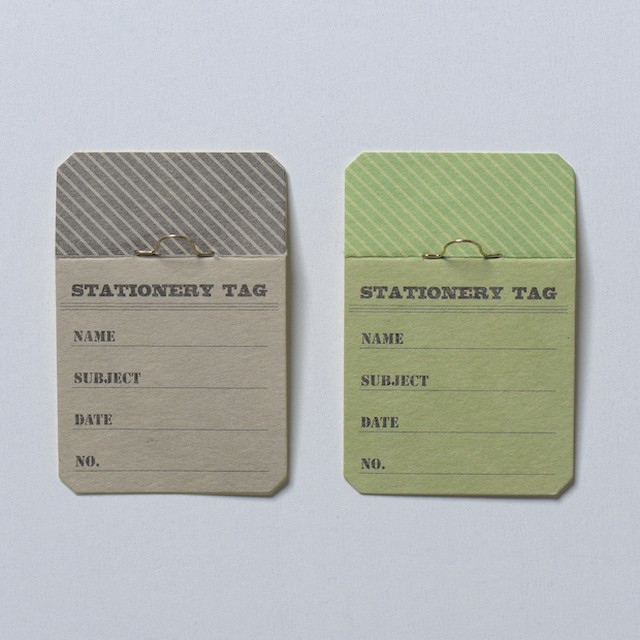 STATIONERY TAG
NAME
SUBJECT
DATE
NO.
STATIONERY TAG
NAME
SUBJECT
DATE
NO.